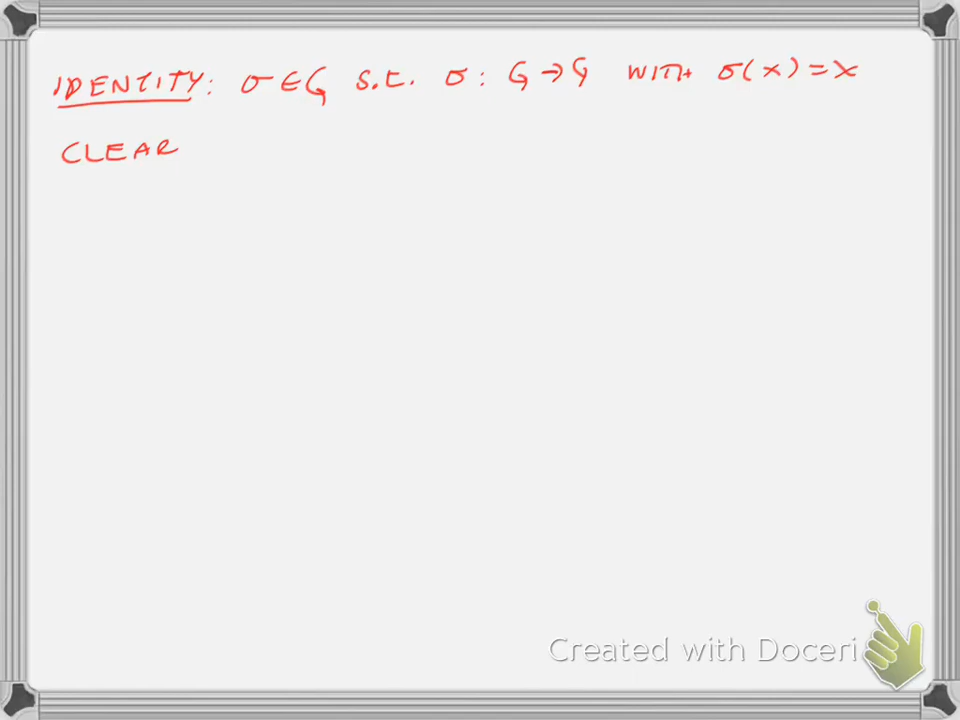 IDENTITY: σ ∈ G S.t. σ: G → G WITH σ(x) = x
CLEAR
Created with Doceri